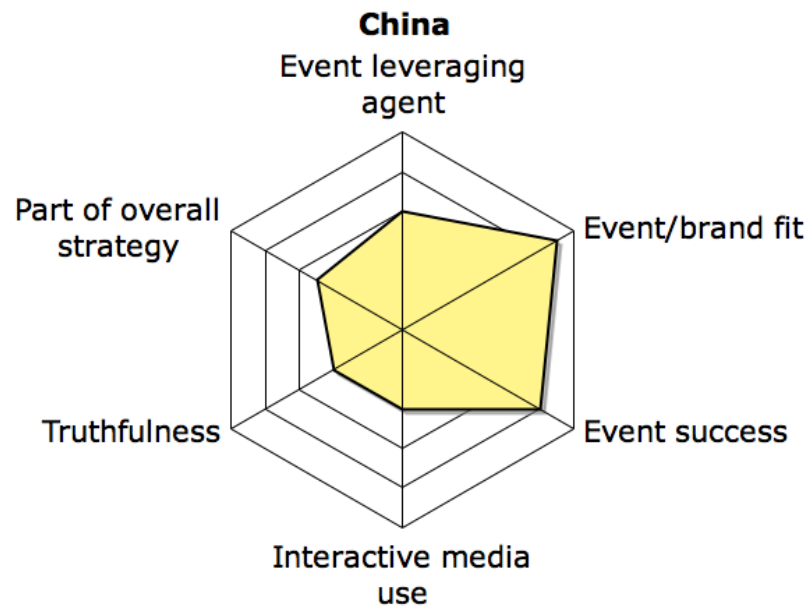 China
Event leveraging
agent
Part of overall
strategy
Event/brand fit
Truthfulness
Event success
Interactive media
use